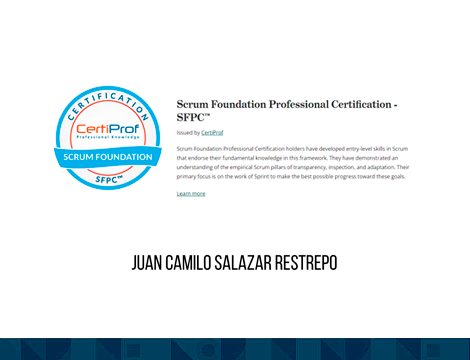 CERTIFICATION
CertiProf
Professional Knowledge
SCRUM FOUNDATION
SFPC™
Scrum Foundation Professional Certification -
SFPC™
Issued by CertiProf
Scrum Foundation Professional Certification holders have developed entry-level skills in Scrum
that endorse their fundamental knowledge in this framework. They have demonstrated an
understanding of the empirical Scrum pillars of transparency, inspection, and adaptation. Their
primary focus is on the work of Sprint to make the best possible progress toward these goals.
Learn more
JUAN CAMILO SALAZAR RESTREPO